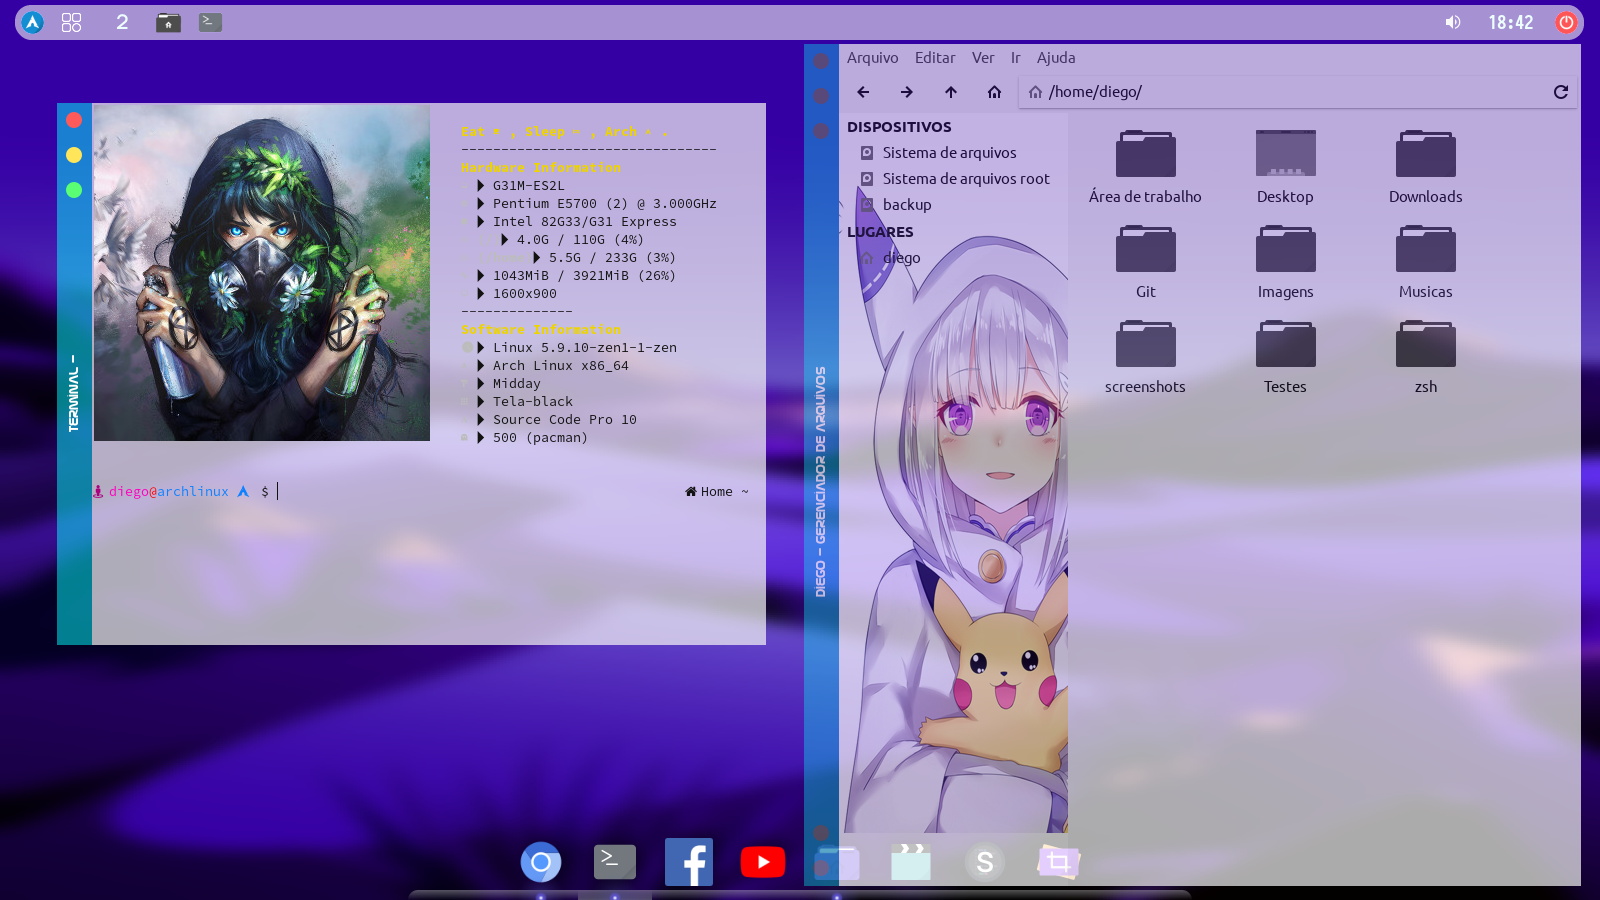 2
18:42
Eat , Sleep , Arch .
--------------------------------
Hardware Information
G31M-ES2L
Pentium E5700 (2) @ 3.000GHz
Intel 82G33/G31 Express
4.0G / 110G (4%)
5.5G / 233G (3%)
1043MiB / 3921MiB (26%)
1600x900
--------------
Software Information
Linux 5.9.10-zen1-1-zen
Arch Linux x86_64
Midday
Tela-black
Source Code Pro 10
500 (pacman)
diego@archlinux $
Home ~
TERMINAL -
Arquivo Editar Ver Ir Ajuda
/home/diego/
DISPOSITIVOS
Sistema de arquivos
Sistema de arquivos root
backup
LUGARES
diego
Área de trabalho Desktop Downloads
Git Imagens Musicas
screenshots Testes zsh
DIEGO - GERENCIADOR DE ARQUIVOS
S